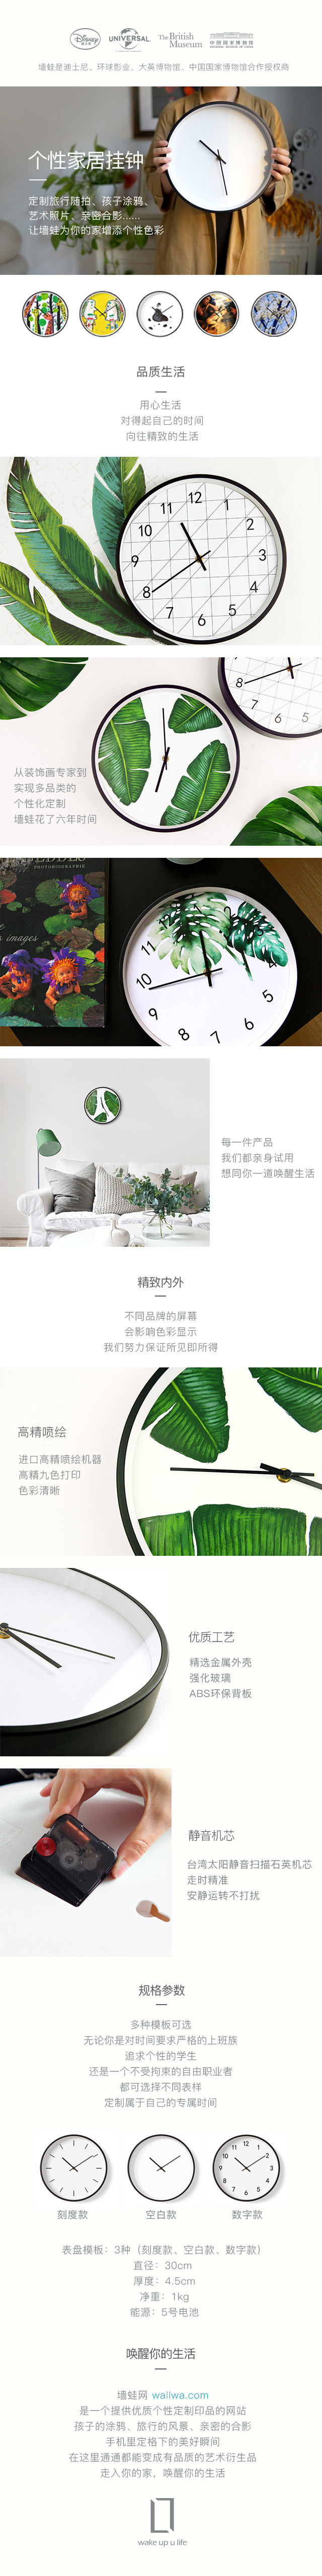 Disney
UNIVERSAL
The British Museum
中国国家博物馆
墙蛙是迪士尼、环球影业、大英博物馆、中国国家博物馆合作授权商
个性家居挂钟
定制旅行随拍、孩子涂鸦、
艺术照片、亲密合影......
让墙蛙为你的家增添个性色彩
品质生活
用心生活
对得起自己的时间
向往精致的生活
12
1
2
3
4
5
6
7
8
9
10
11
8
7
6
5
从装饰画专家到
实现多品类的
个性化定制
墙蛙花了六年时间
PHOTOBIOGRAPHIE
images
11
10
9
8
7
6
5
每一件产品
我们都亲身试用
想同你一道唤醒生活
精致内外
不同品牌的屏幕
会影响色彩显示
我们努力保证所见即所得
高精喷绘
进口高精喷绘机器
高精九色打印
色彩清晰
优质工艺
精选金属外壳
强化玻璃
ABS环保背板
静音机芯
台湾太阳静音扫描石英机芯
走时精准
安静运转不打扰
规格参数
多种模板可选
无论你是对时间要求严格的上班族
追求个性的学生
还是一个不受拘束的自由职业者
都可选择不同表样
定制属于自己的专属时间
12
1
2
3
4
5
6
7
8
9
10
11
刻度款 空白款 数字款
表盘模板：3种（刻度款、空白款、数字款）
直径：30cm
厚度：4.5cm
净重：1kg
能源：5号电池
唤醒你的生活
墙蛙网 wallwa.com
是一个提供优质个性定制印品的网站
孩子的涂鸦、旅行的风景、亲密的合影
手机里定格下的美好瞬间
在这里通通都能变成有品质的艺术衍生品
走入你的家，唤醒你的生活
wake up u life